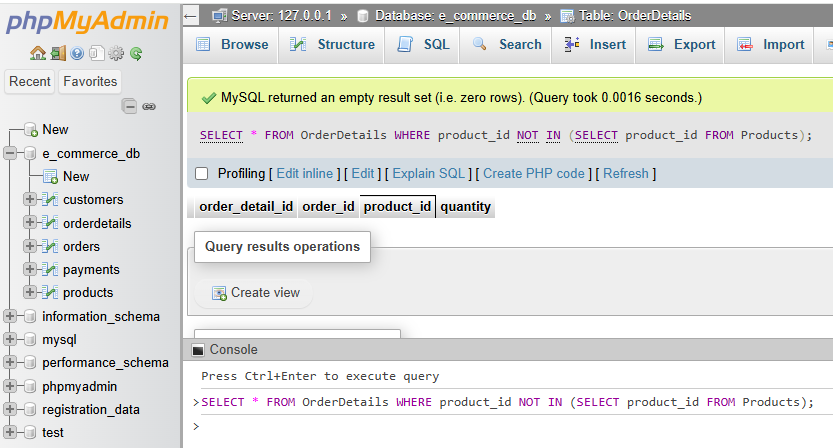 phpMyAdmin
Server: 127.0.0.1 » Database: e_commerce_db » Table: OrderDetails
Browse Structure SQL Search Insert Export Import
Recent Favorites
MySQL returned an empty result set (i.e. zero rows). (Query took 0.0016 seconds.)
SELECT * FROM OrderDetails WHERE product_id NOT IN (SELECT product_id FROM Products);
Profiling [ Edit inline ] [ Edit ] [ Explain SQL ] [ Create PHP code ] [ Refresh ]
order_detail_id order_id product_id quantity
Query results operations
Create view
New
e_commerce_db
New
customers
orderdetails
orders
payments
products
information_schema
mysql
performance_schema
phpmyadmin
registration_data
test
Console
Press Ctrl+Enter to execute query
>SELECT * FROM OrderDetails WHERE product_id NOT IN (SELECT product_id FROM Products);
>